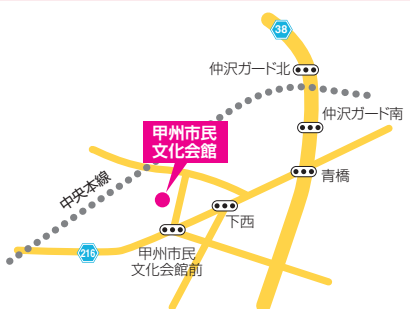 38
仲沢ガード北
仲沢ガード南
甲州市民
文化会館
中央本線
青橋
下西
216
甲州市民
文化会館前